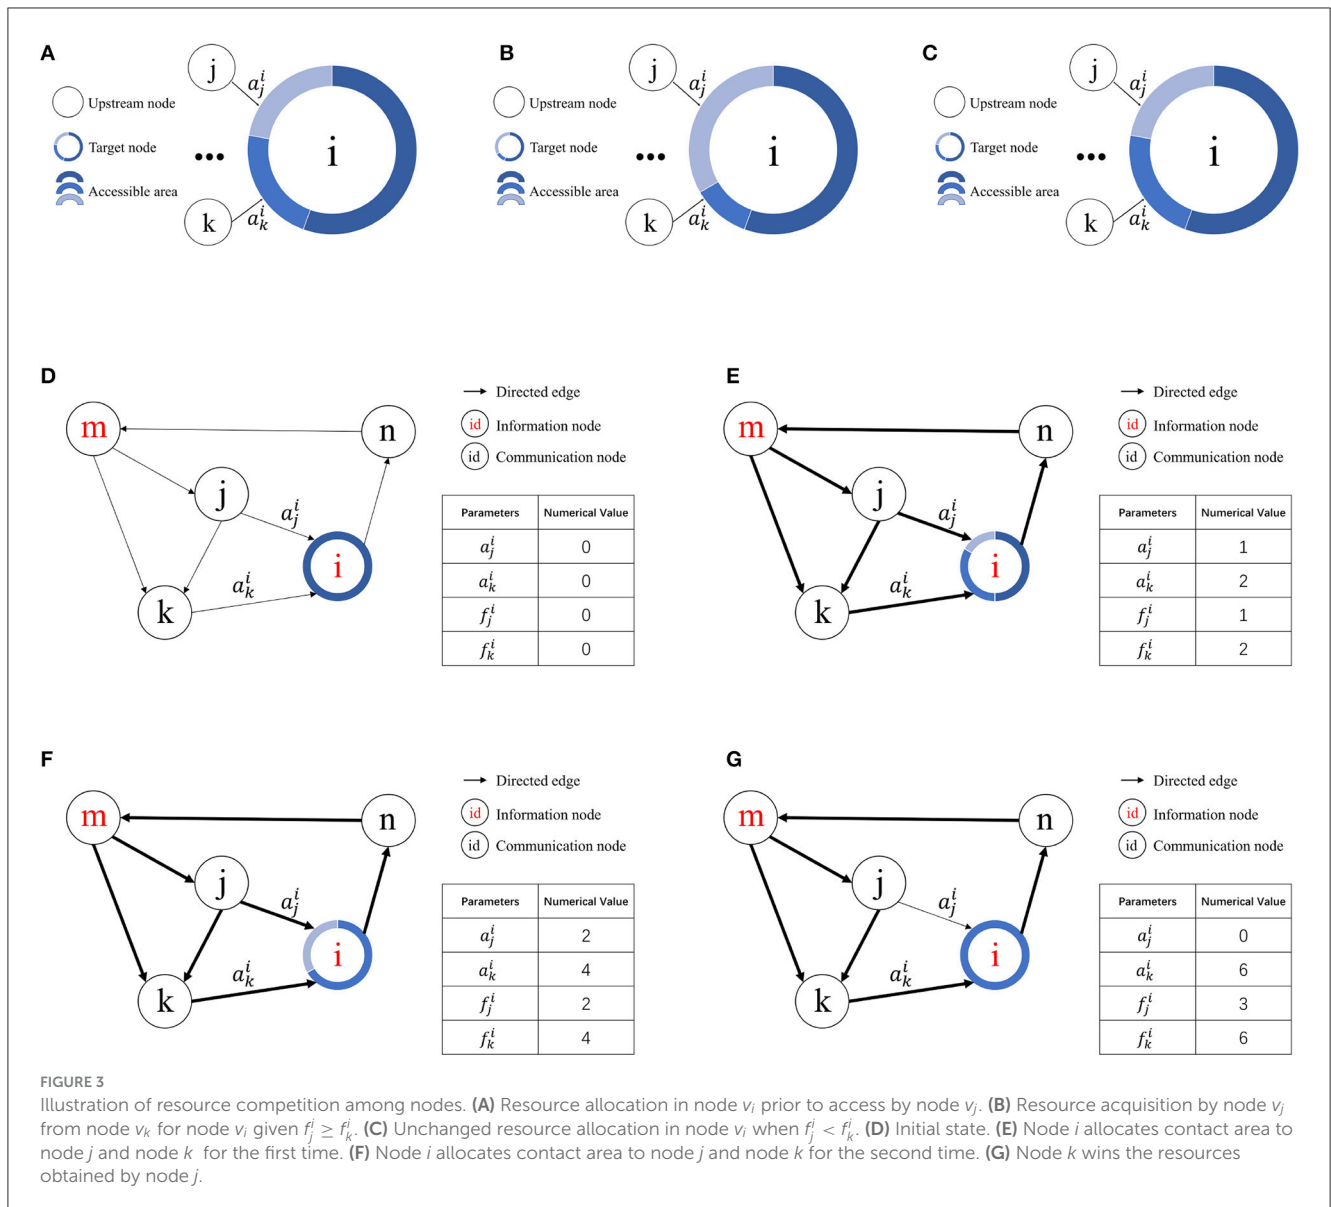 A
B
C
j
a_j^i
Upstream node
Target node
Accessible area
i
...
k
a_k^i
j
a_j^i
Upstream node
Target node
Accessible area
i
...
k
a_k^i
j
a_j^i
Upstream node
Target node
Accessible area
i
...
k
a_k^i
D
m
n
j
a_j^i
i
a_k^i
k
Directed edge
id Information node
id Communication node
Parameters Numerical Value
a_j^i 0
a_k^i 0
f_j^i 0
f_k^i 0
E
m
n
j
a_j^i
i
a_k^i
k
Directed edge
id Information node
id Communication node
Parameters Numerical Value
a_j^i 1
a_k^i 2
f_j^i 1
f_k^i 2
F
m
n
j
a_j^i
i
a_k^i
k
Directed edge
id Information node
id Communication node
Parameters Numerical Value
a_j^i 2
a_k^i 4
f_j^i 2
f_k^i 4
G
m
n
j
a_j^i
i
a_k^i
k
Directed edge
id Information node
id Communication node
Parameters Numerical Value
a_j^i 0
a_k^i 6
f_j^i 3
f_k^i 6
FIGURE 3
Illustration of resource competition among nodes. (A) Resource allocation in node v_i prior to access by node v_j. (B) Resource acquisition by node v_j
from node v_k for node v_i given f_j^i ≥ f_k^i. (C) Unchanged resource allocation in node v_i when f_j^i < f_k^i. (D) Initial state. (E) Node i allocates contact area to
node j and node k for the first time. (F) Node i allocates contact area to node j and node k for the second time. (G) Node k wins the resources
obtained by node j.